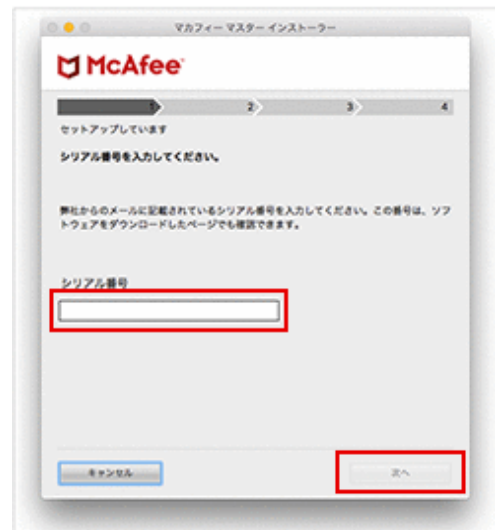 マカフィー マスター インストーラー
McAfee
1 2 3 4
セットアップしています
シリアル番号を入力してください。
弊社からのメールに記載されているシリアル番号を入力してください。この番号は、ソフ
トウェアをダウンロードしたページでも確認できます。
シリアル番号
キャンセル
次へ